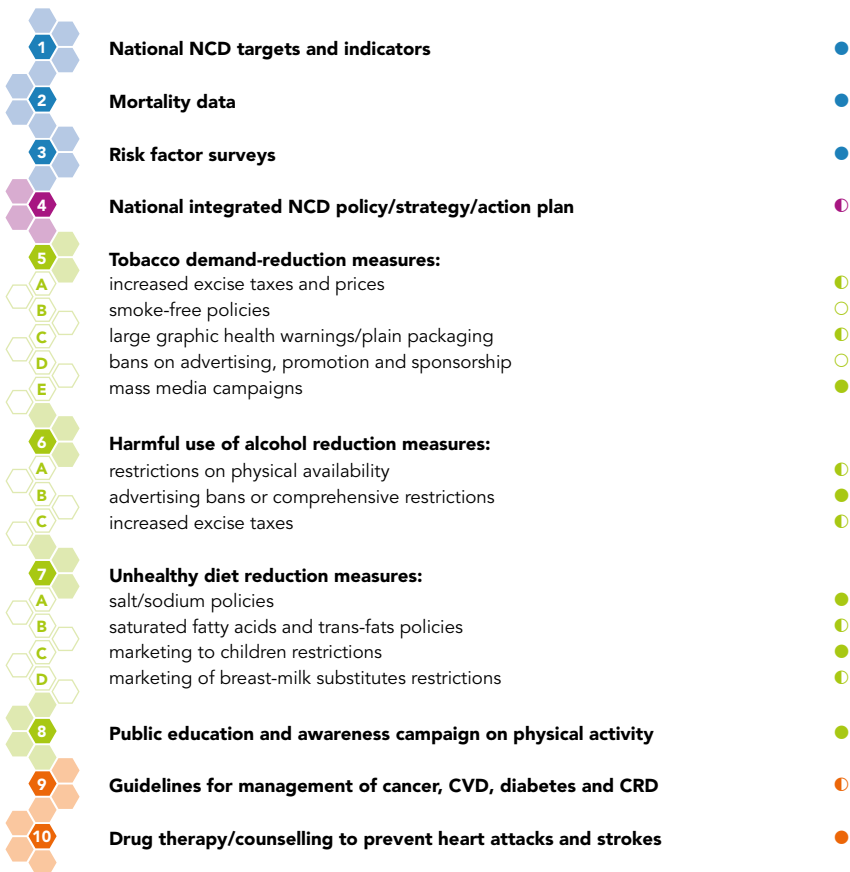 1 National NCD targets and indicators
2 Mortality data
3 Risk factor surveys
4 National integrated NCD policy/strategy/action plan
5 Tobacco demand-reduction measures:
A increased excise taxes and prices
B smoke-free policies
C large graphic health warnings/plain packaging
D bans on advertising, promotion and sponsorship
E mass media campaigns
6 Harmful use of alcohol reduction measures:
A restrictions on physical availability
B advertising bans or comprehensive restrictions
C increased excise taxes
7 Unhealthy diet reduction measures:
A salt/sodium policies
B saturated fatty acids and trans-fats policies
C marketing to children restrictions
D marketing of breast-milk substitutes restrictions
8 Public education and awareness campaign on physical activity
9 Guidelines for management of cancer, CVD, diabetes and CRD
10 Drug therapy/counselling to prevent heart attacks and strokes